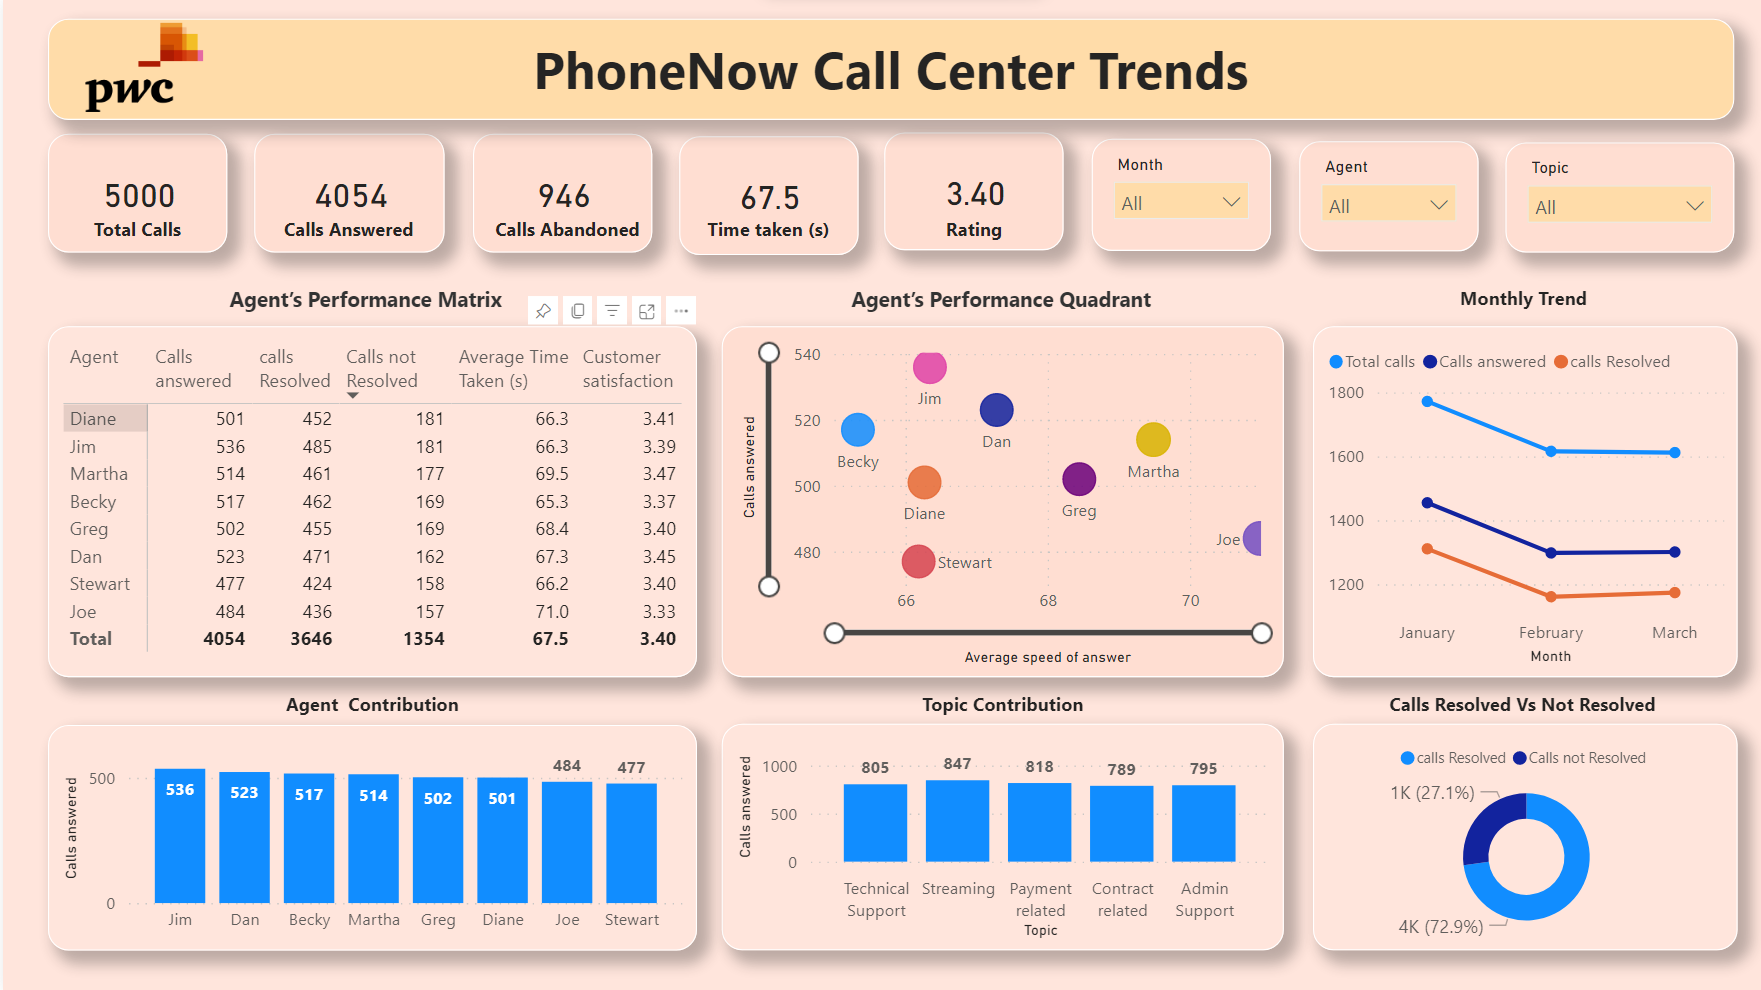 pwc
PhoneNow Call Center Trends
5000
Total Calls
4054
Calls Answered
946
Calls Abandoned
67.5
Time taken (s)
3.40
Rating
Month
All
Agent
All
Topic
All
Agent’s Performance Matrix
Agent Calls answered calls Resolved Calls not Resolved Average Time Taken (s) Customer satisfaction
Diane 501 452 181 66.3 3.41
Jim 536 485 181 66.3 3.39
Martha 514 461 177 69.5 3.47
Becky 517 462 169 65.3 3.37
Greg 502 455 169 68.4 3.40
Dan 523 471 162 67.3 3.45
Stewart 477 424 158 66.2 3.40
Joe 484 436 157 71.0 3.33
Total 4054 3646 1354 67.5 3.40
Agent’s Performance Quadrant
Calls answered
540
520
500
480
Jim
Dan
Becky
Martha
Diane
Greg
Joe
Stewart
66 68 70
Average speed of answer
Monthly Trend
Total calls Calls answered calls Resolved
1800
1600
1400
1200
January February March
Month
Agent Contribution
Calls answered
500
0
536 523 517 514 502 501 484 477
Jim Dan Becky Martha Greg Diane Joe Stewart
Topic Contribution
Calls answered
1000
500
0
805 847 818 789 795
Technical Support Streaming Payment related Contract related Admin Support
Topic
Calls Resolved Vs Not Resolved
calls Resolved Calls not Resolved
1K (27.1%)
4K (72.9%)